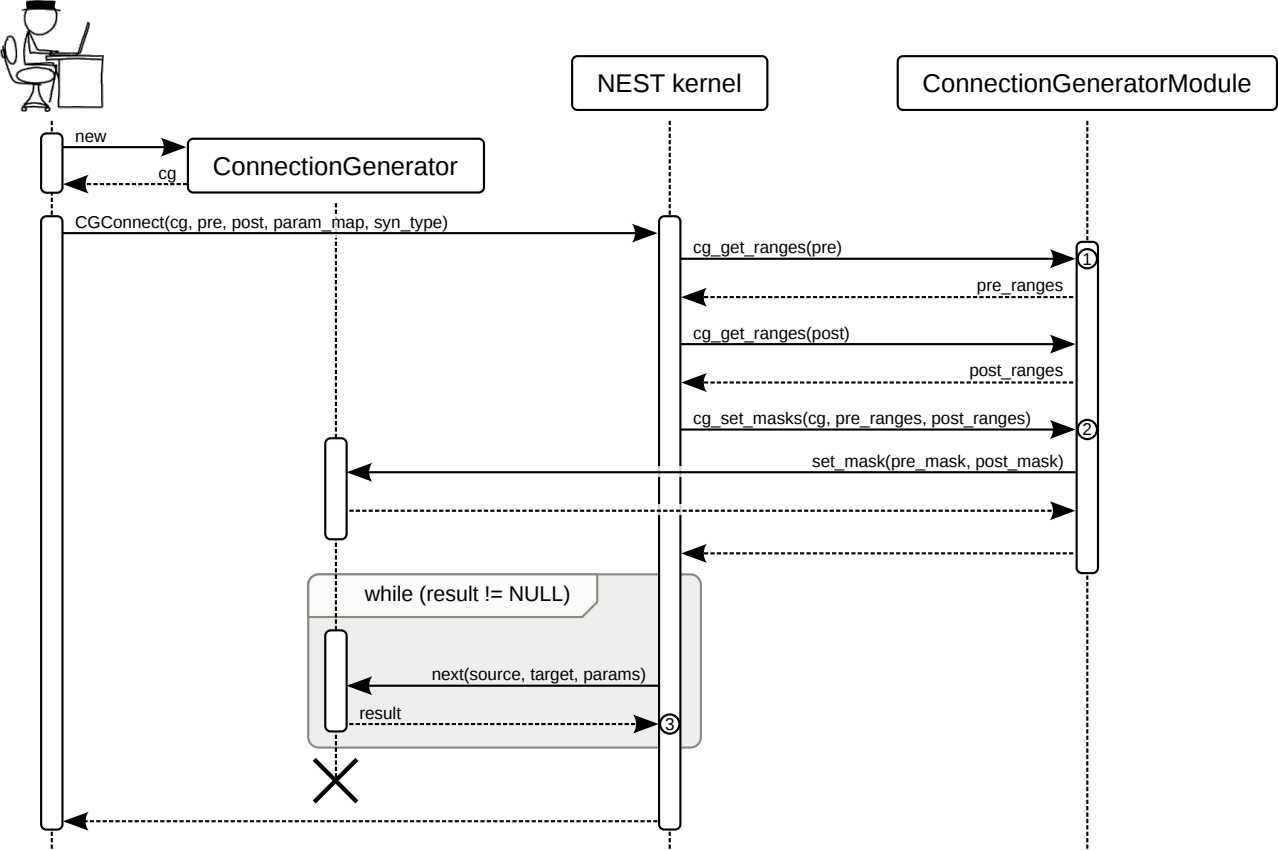 NEST kernel
ConnectionGeneratorModule
new
ConnectionGenerator
cg
CGConnect(cg, pre, post, param_map, syn_type)
cg_get_ranges(pre)
1
pre_ranges
cg_get_ranges(post)
post_ranges
cg_set_masks(cg, pre_ranges, post_ranges)
2
set_mask(pre_mask, post_mask)
while (result != NULL)
next(source, target, params)
result
3